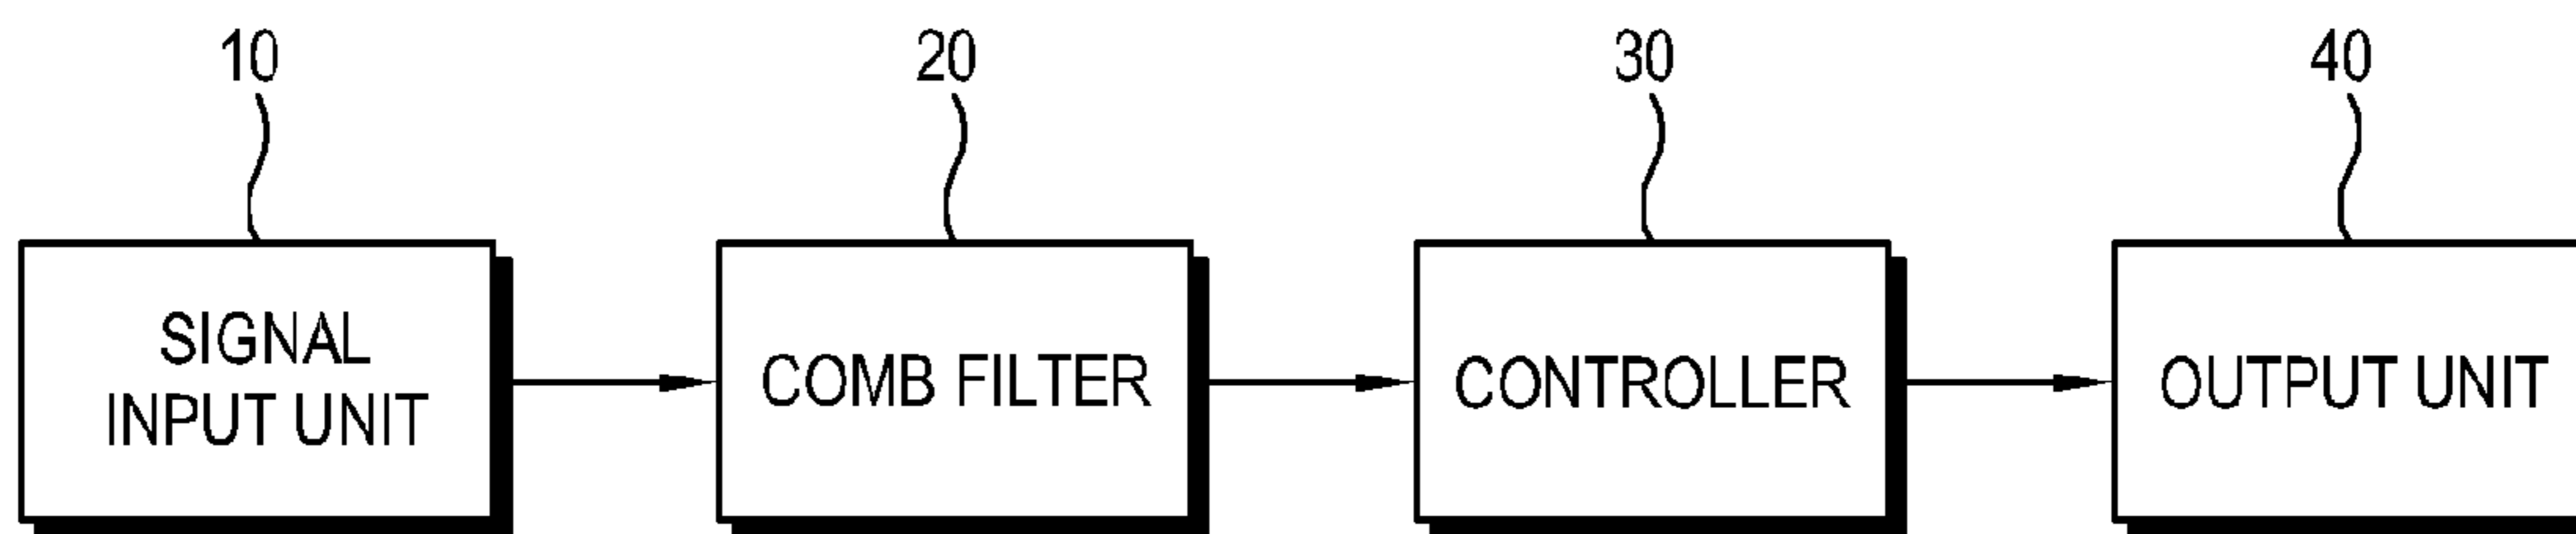 10
20
30
40
SIGNAL
INPUT UNIT
COMB FILTER
CONTROLLER
OUTPUT UNIT